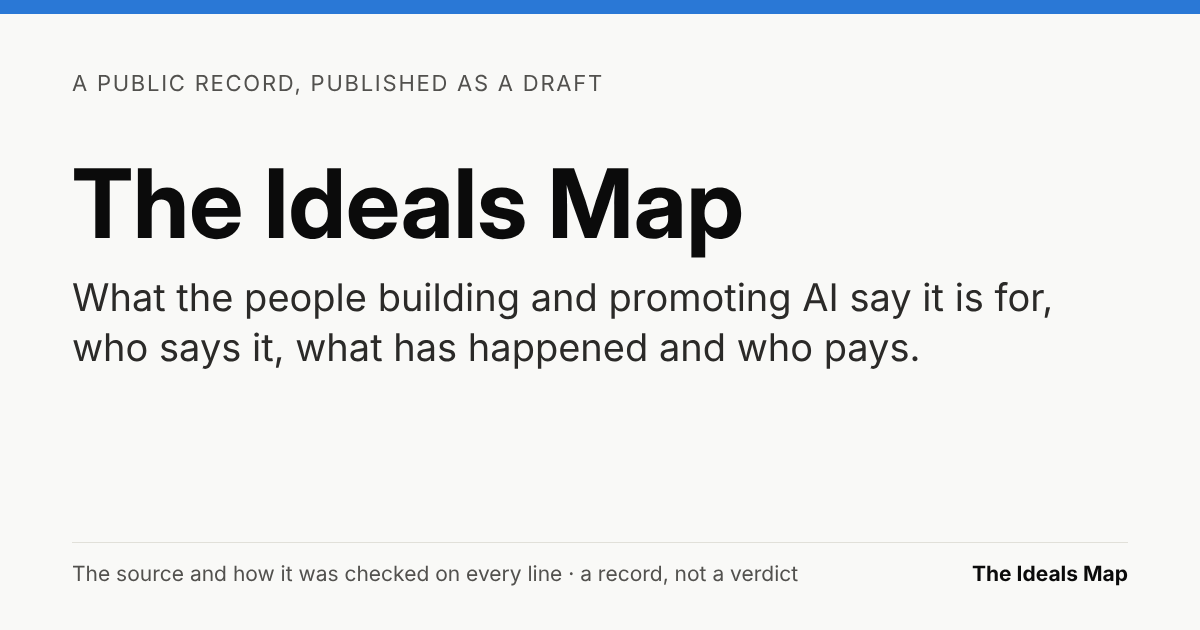 A PUBLIC RECORD, PUBLISHED AS A DRAFT
The Ideals Map
What the people building and promoting AI say it is for,
who says it, what has happened and who pays.
The source and how it was checked on every line · a record, not a verdict
The Ideals Map